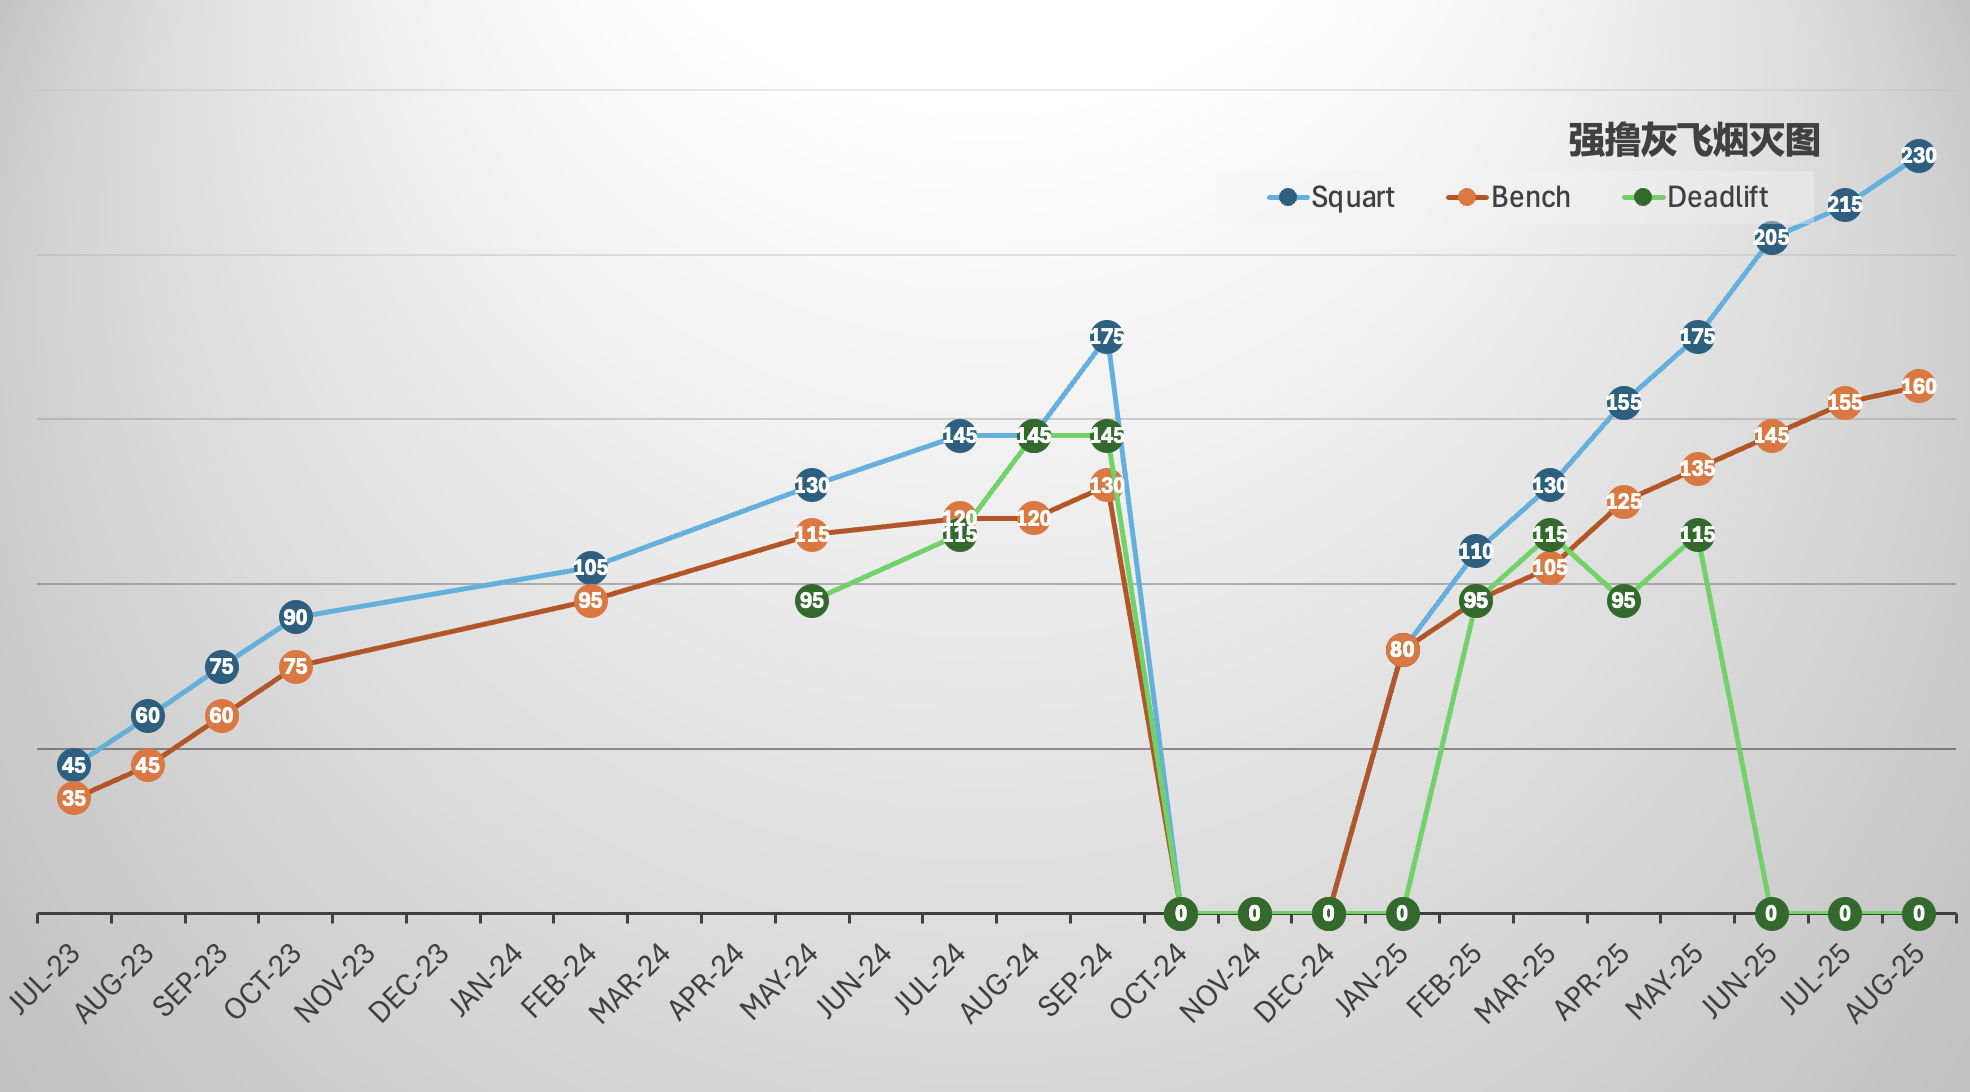 强撸灰飞烟灭图
Squart Bench Deadlift
230
215
205
175 175
155 160
155
145 145 145 145
135
130 130 130 130
125
120 120
115 115 115 115
110
105 105
95 95 95 95
90
80
75 75
60 60
45 45
35
0 0 0 0 0 0 0
JUL-23 AUG-23 SEP-23 OCT-23 NOV-23 DEC-23 JAN-24 FEB-24 MAR-24 APR-24 MAY-24 JUN-24 JUL-24 AUG-24 SEP-24 OCT-24 NOV-24 DEC-24 JAN-25 FEB-25 MAR-25 APR-25 MAY-25 JUN-25 JUL-25 AUG-25